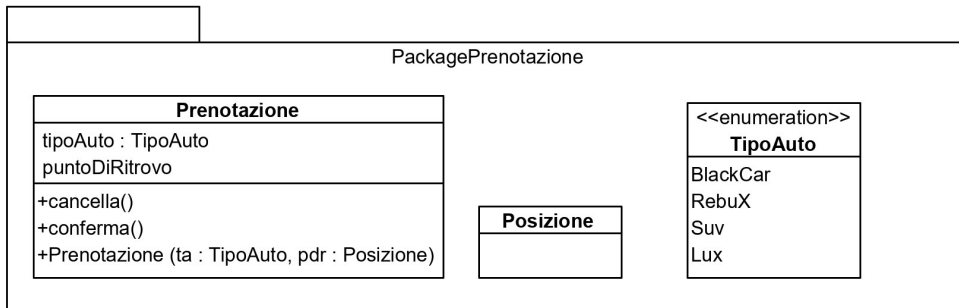 PackagePrenotazione
Prenotazione
tipoAuto : TipoAuto
puntoDiRitrovo
+cancella()
+conferma()
+Prenotazione (ta : TipoAuto, pdr : Posizione)
Posizione
<<enumeration>>
TipoAuto
BlackCar
RebuX
Suv
Lux